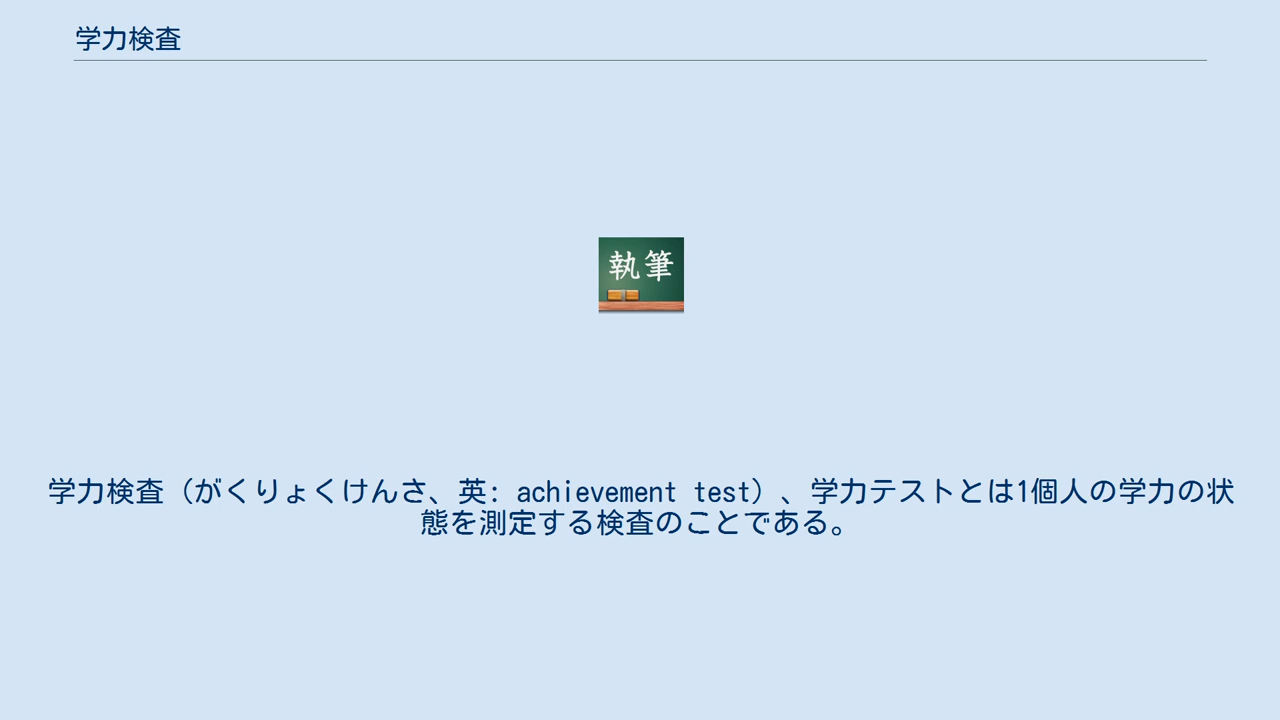 学力検査
執筆
学力検査（がくりょくけんさ、英: achievement test）、学力テストとは1個人の学力の状
態を測定する検査のことである。